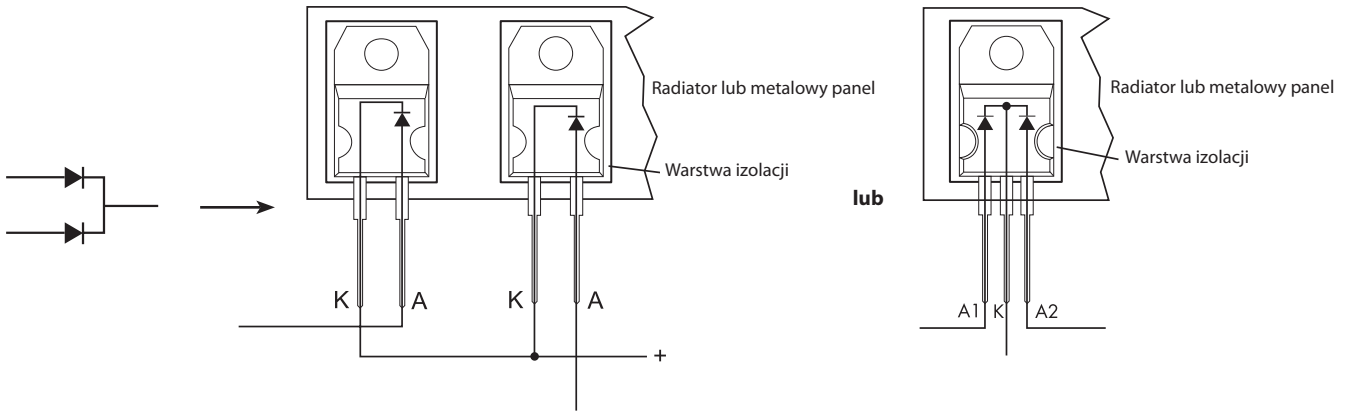 Radiator lub metalowy panel
Warstwa izolacji
K A
K A
+
lub
Radiator lub metalowy panel
Warstwa izolacji
A1 K A2